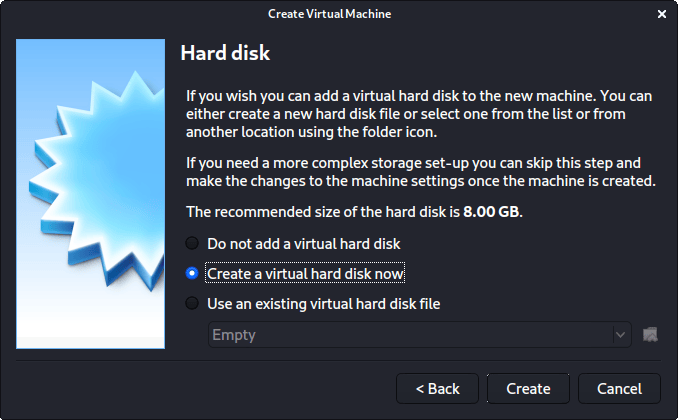 Create Virtual Machine
Hard disk
If you wish you can add a virtual hard disk to the new machine. You can
either create a new hard disk file or select one from the list or from
another location using the folder icon.
If you need a more complex storage set-up you can skip this step and
make the changes to the machine settings once the machine is created.
The recommended size of the hard disk is 8.00 GB.
Do not add a virtual hard disk
Create a virtual hard disk now
Use an existing virtual hard disk file
Empty
< Back Create Cancel